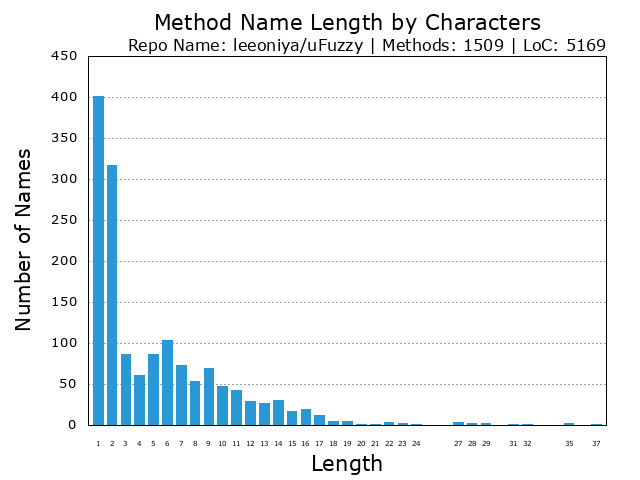 Method Name Length by Characters
Repo Name: leeoniya/uFuzzy | Methods: 1509 | LoC: 5169
450
400
350
300
250
200
150
100
50
0
Number of Names
1 2 3 4 5 6 7 8 9 10 11 12 13 14 15 16 17 18 19 20 21 22 23 24 27 28 29 31 32 35 37
Length